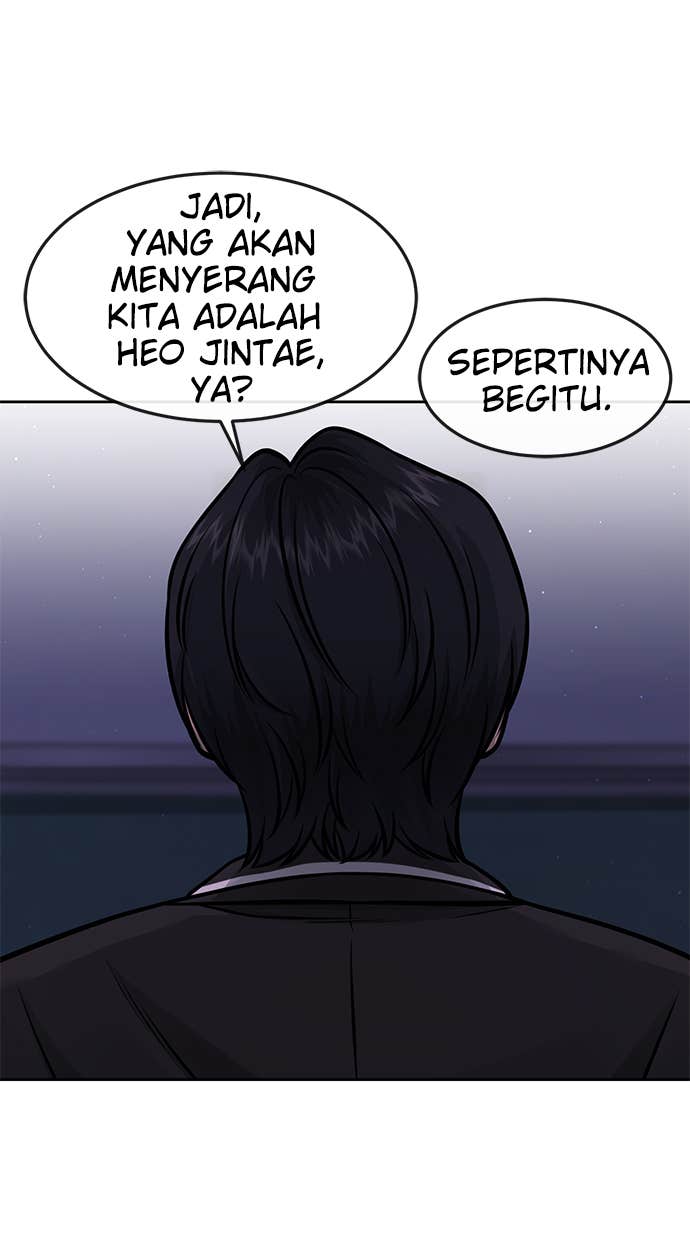 JADI,
YANG AKAN
MENYERANG
KITA ADALAH
HEO JINTAE,
YA?
SEPERTINYA
BEGITU.